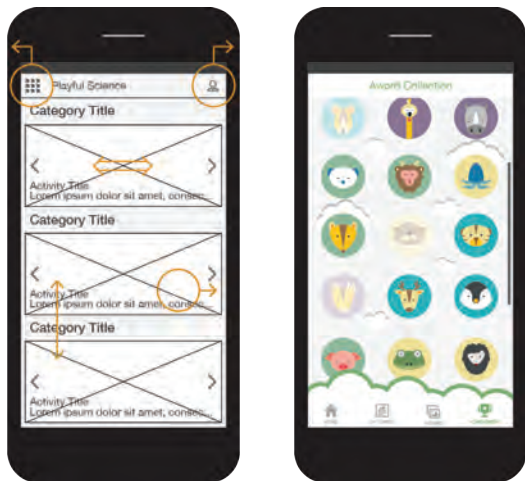 Playful Science
Category Title
Activity Title
Lorem ipsum dolor sit amet, consec...
Category Title
Activity Title
Lorem ipsum dolor sit amet, consec...
Category Title
Activity Title
Lorem ipsum dolor sit amet, consec...
Award Collection